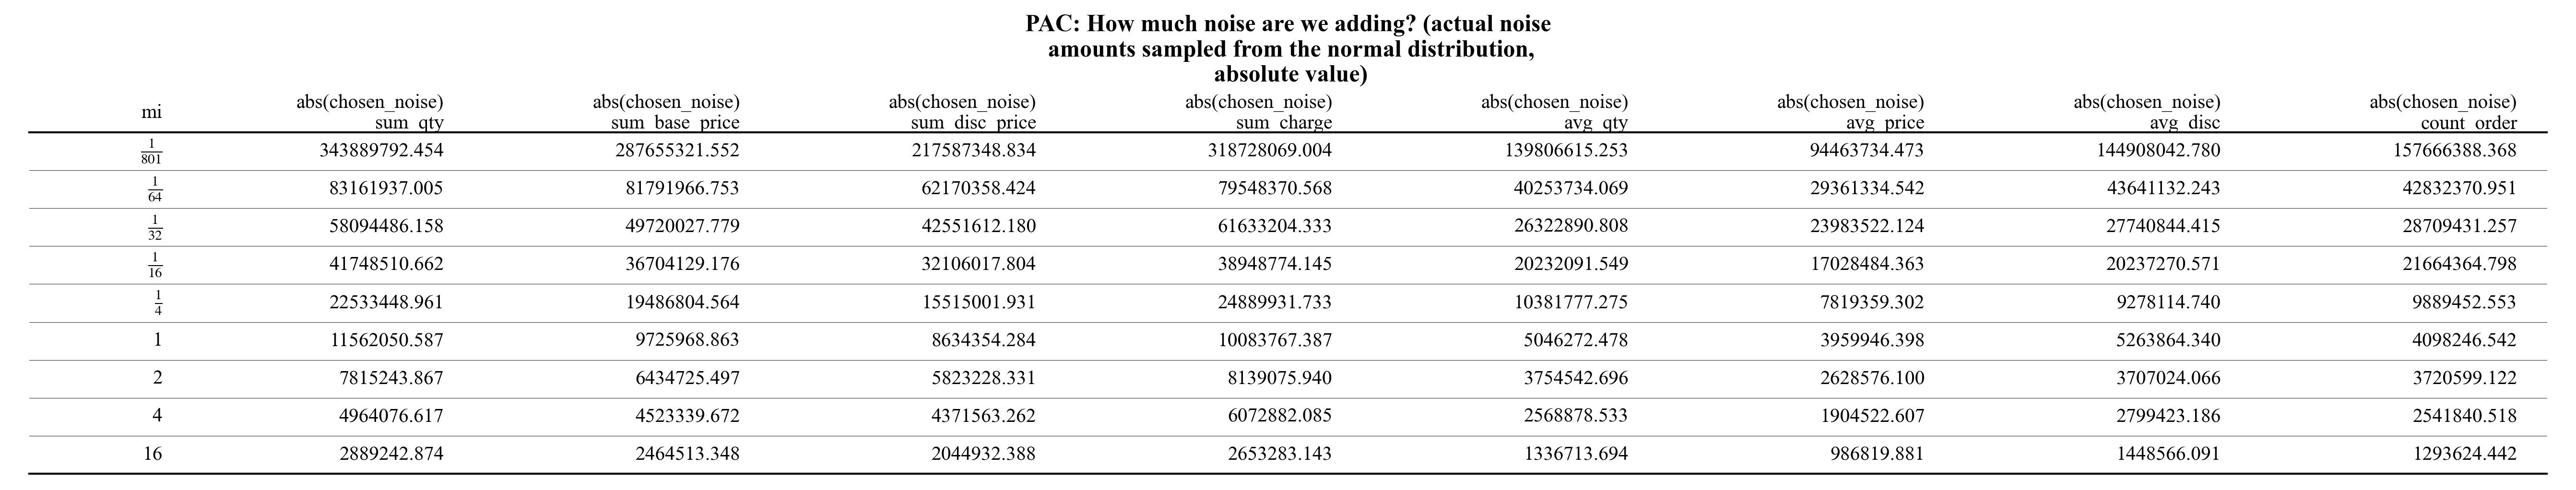 PAC: How much noise are we adding? (actual noise
amounts sampled from the normal distribution,
absolute value)
mi abs(chosen_noise) sum_qty abs(chosen_noise) sum_base_price abs(chosen_noise) sum_disc_price abs(chosen_noise) sum_charge abs(chosen_noise) avg_qty abs(chosen_noise) avg_price abs(chosen_noise) avg_disc abs(chosen_noise) count_order
1/801 343889792.454 287655321.552 217587348.834 318728069.004 139806615.253 94463734.473 144908042.780 157666388.368
1/64 83161937.005 81791966.753 62170358.424 79548370.568 40253734.069 29361334.542 43641132.243 42832370.951
1/32 58094486.158 49720027.779 42551612.180 61633204.333 26322890.808 23983522.124 27740844.415 28709431.257
1/16 41748510.662 36704129.176 32106017.804 38948774.145 20232091.549 17028484.363 20237270.571 21664364.798
1/4 22533448.961 19486804.564 15515001.931 24889931.733 10381777.275 7819359.302 9278114.740 9889452.553
1 11562050.587 9725968.863 8634354.284 10083767.387 5046272.478 3959946.398 5263864.340 4098246.542
2 7815243.867 6434725.497 5823228.331 8139075.940 3754542.696 2628576.100 3707024.066 3720599.122
4 4964076.617 4523339.672 4371563.262 6072882.085 2568878.533 1904522.607 2799423.186 2541840.518
16 2889242.874 2464513.348 2044932.388 2653283.143 1336713.694 986819.881 1448566.091 1293624.442